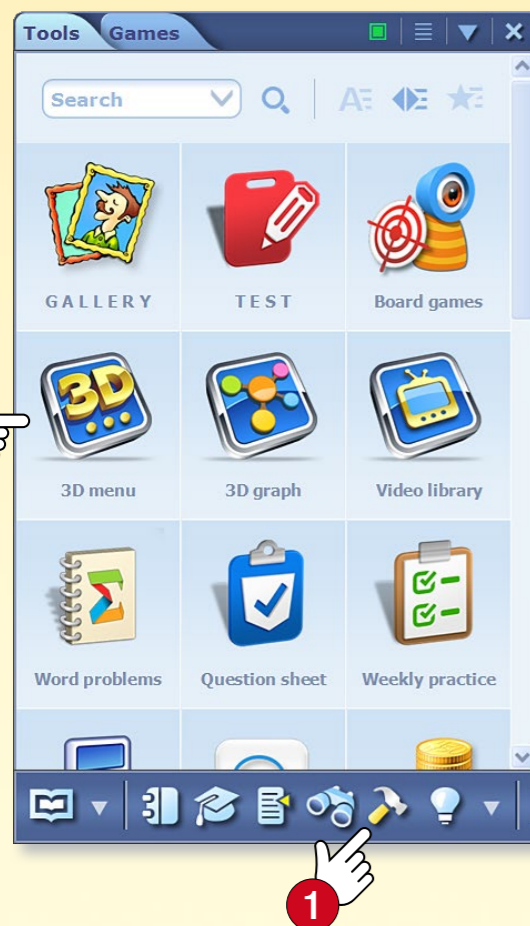 Tools Games
Search
A
GALLERY TEST Board games
3D
3D menu 3D graph Video library
Σ
Word problems Question sheet Weekly practice
1